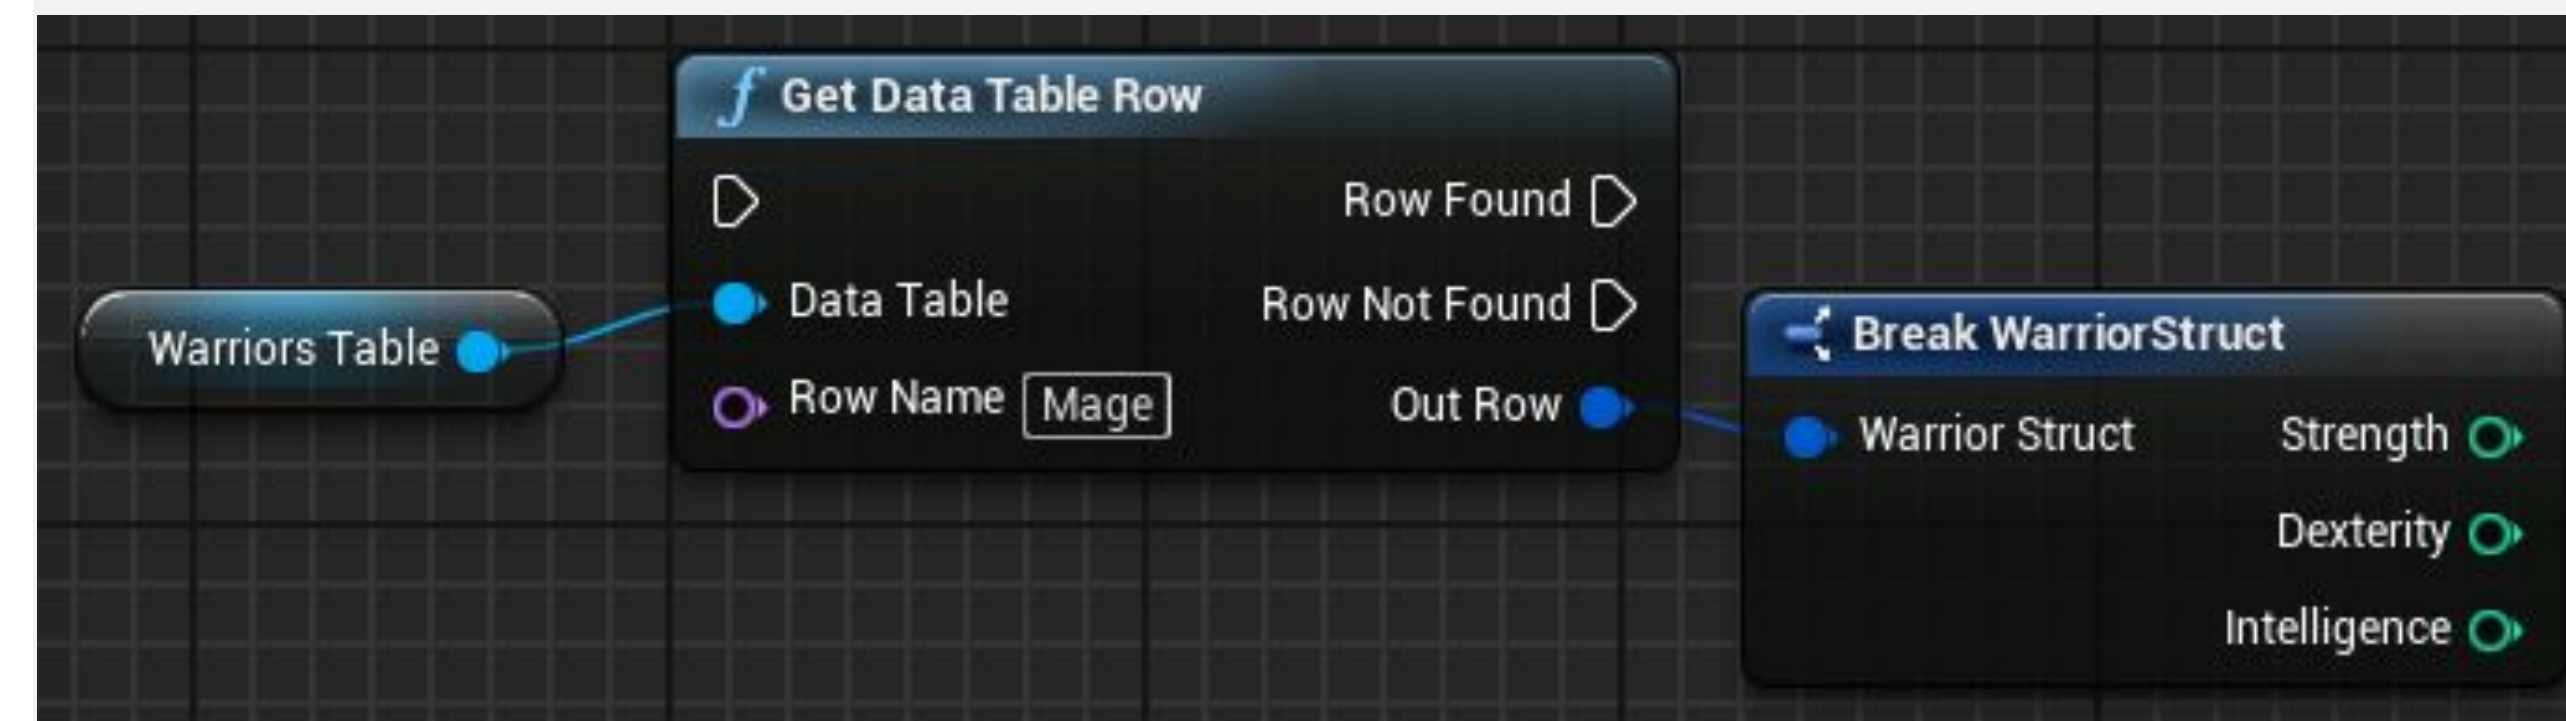 Get Data Table Row
Row Found
Warriors Table
Data Table
Row Not Found
Row Name Mage
Out Row
Break WarriorStruct
Warrior Struct
Strength
Dexterity
Intelligence